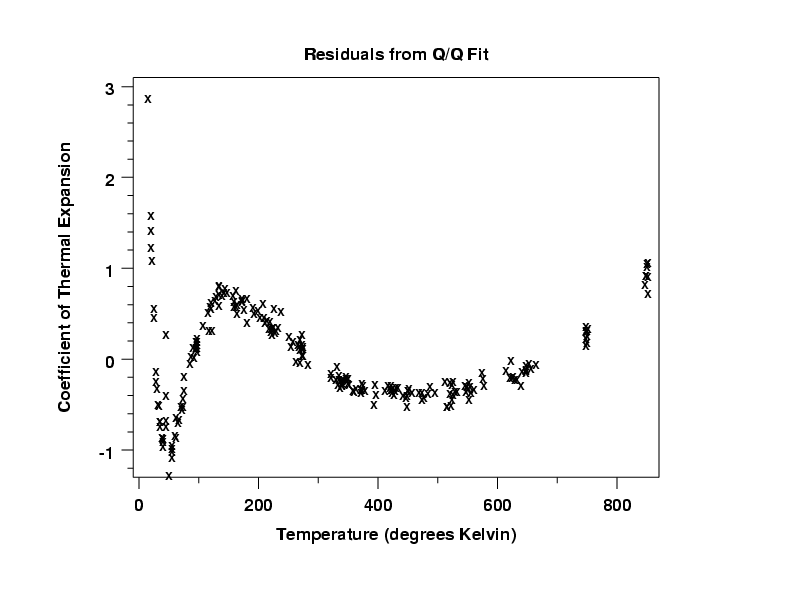 Residuals from Q/Q Fit
Coefficient of Thermal Expansion
3
2
1
0
-1
0 200 400 600 800
Temperature (degrees Kelvin)